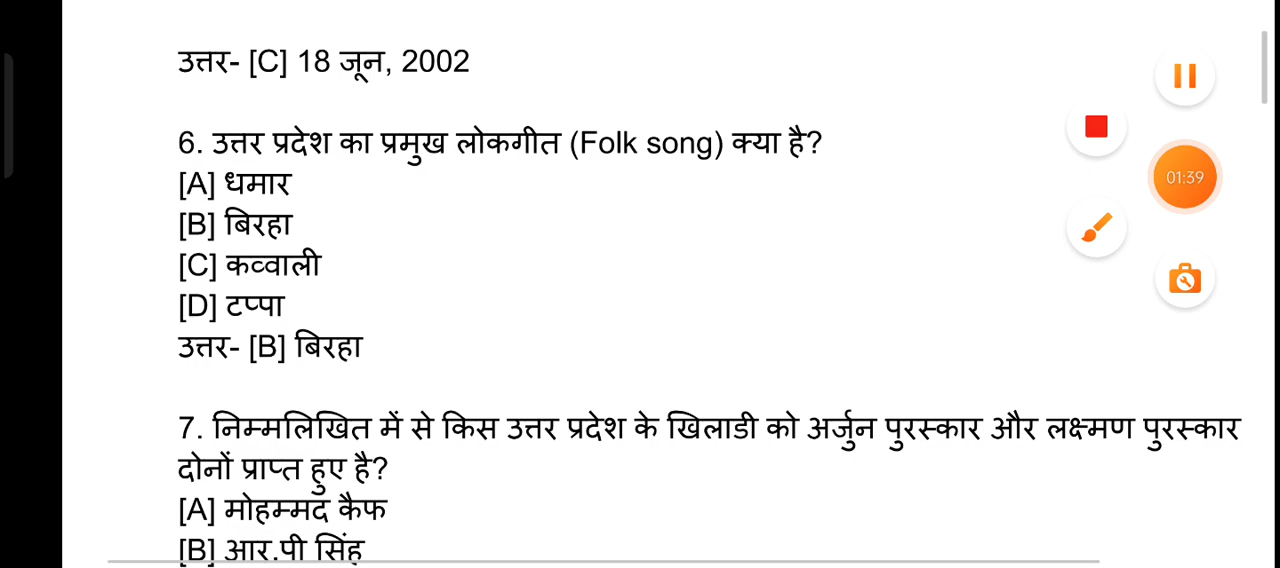 उत्तर- [C] 18 जून, 2002
6. उत्तर प्रदेश का प्रमुख लोकगीत (Folk song) क्या है?
[A] धमार
[B] बिरहा
[C] कव्वाली
[D] टप्पा
उत्तर- [B] बिरहा
7. निम्मलिखित में से किस उत्तर प्रदेश के खिलाडी को अर्जुन पुरस्कार और लक्ष्मण पुरस्कार
दोनों प्राप्त हुए है?
[A] मोहम्मद कैफ
[B] आर.पी सिंह
01:39